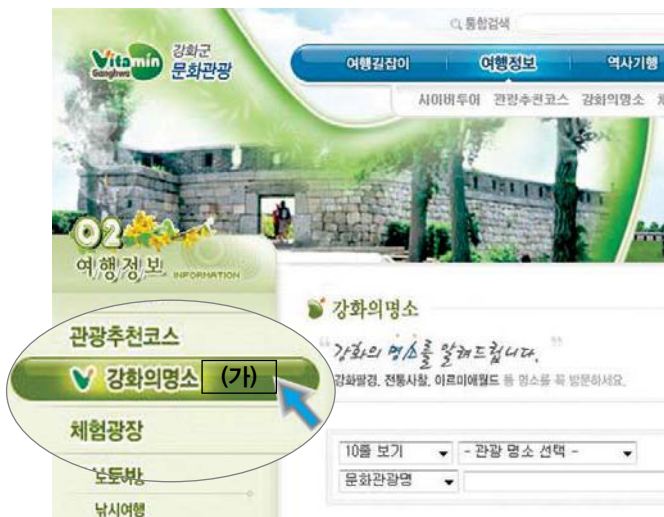 통합검색
Vitamin
Ganghwa
강화군
문화관광
여행길잡이 여행정보 역사기행
사이버투어 관광추천코스 강화의명소
02
여행정보 INFORMATION
강화의명소
관광추천코스
"강화의 명소를 알려드립니다."
강화의명소 (가)
강화팔경, 전통사찰, 이르미애월드 등 명소를 꼭 방문하세요.
체험광장
10줄 보기 - 관광 명소 선택 -
문화관광명
낚시여행